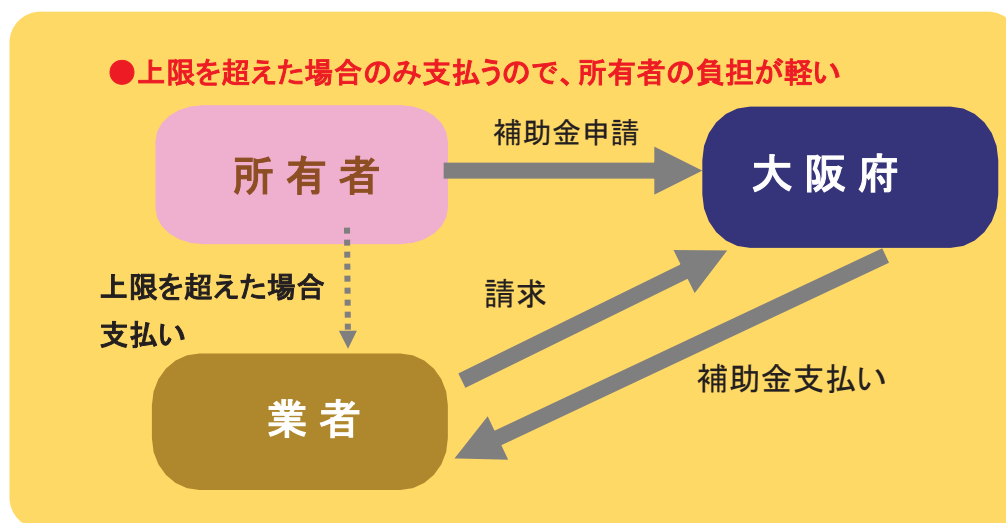 ●上限を超えた場合のみ支払うので、所有者の負担が軽い
補助金申請
所有者
大阪府
上限を超えた場合
支払い
請求
補助金支払い
業者